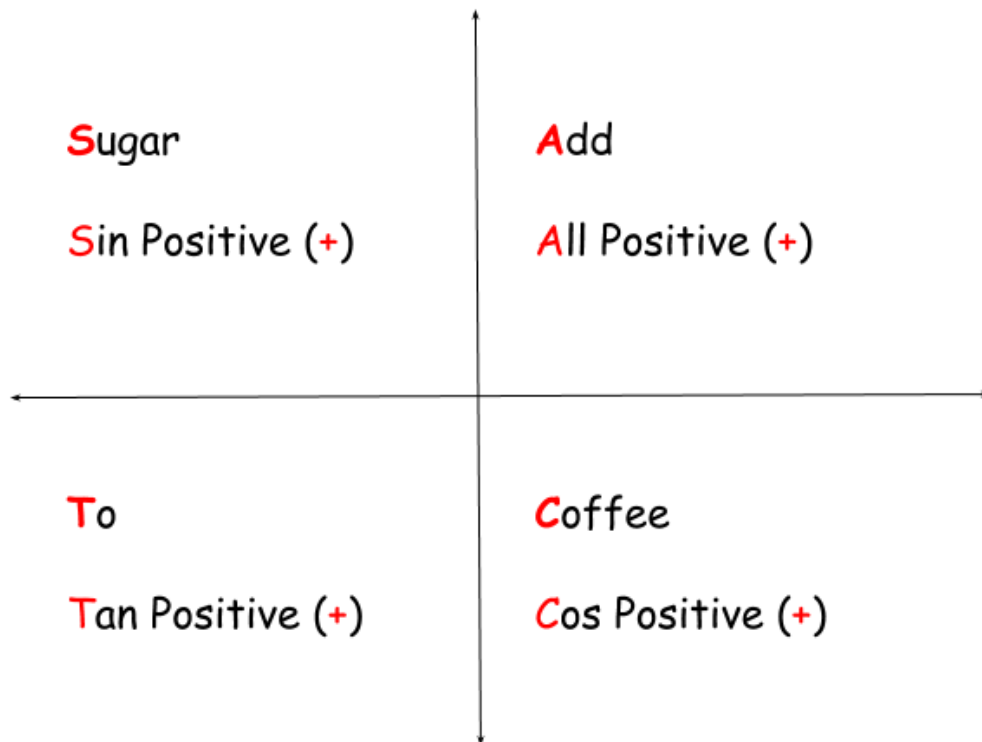 Sugar
Sin Positive (+)
Add
All Positive (+)
To
Tan Positive (+)
Coffee
Cos Positive (+)